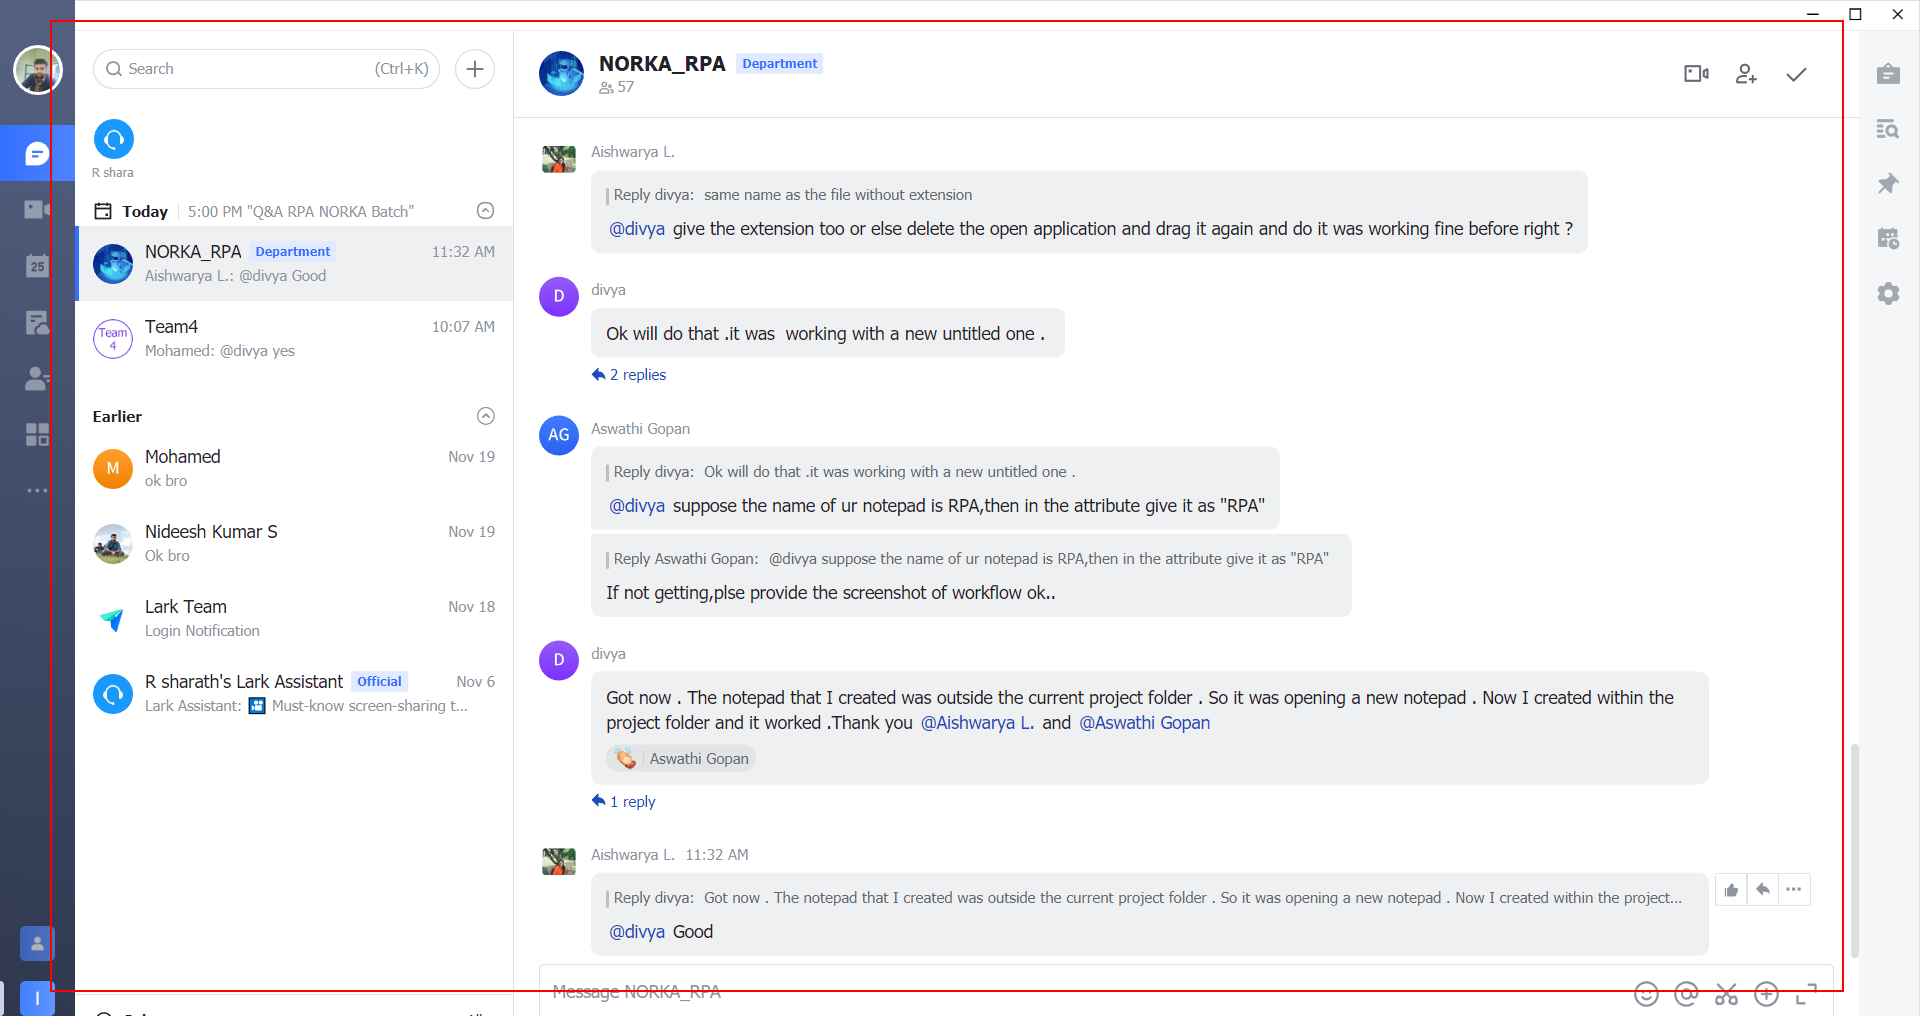 Search (Ctrl+K)
R shara
Today 5:00 PM "Q&A RPA NORKA Batch"
NORKA_RPA Department 11:32 AM
Aishwarya L.: @divya Good
Team 4
Team4 10:07 AM
Mohamed: @divya yes
Earlier
M
Mohamed Nov 19
ok bro
Nideesh Kumar S Nov 19
Ok bro
Lark Team Nov 18
Login Notification
R sharath's Lark Assistant Official Nov 6
Lark Assistant: Must-know screen-sharing t...
25
I
NORKA_RPA Department
57
Aishwarya L.
Reply divya: same name as the file without extension
@divya give the extension too or else delete the open application and drag it again and do it was working fine before right ?
D
divya
Ok will do that .it was working with a new untitled one .
2 replies
AG
Aswathi Gopan
Reply divya: Ok will do that .it was working with a new untitled one .
@divya suppose the name of ur notepad is RPA,then in the attribute give it as "RPA"
Reply Aswathi Gopan: @divya suppose the name of ur notepad is RPA,then in the attribute give it as "RPA"
If not getting,plse provide the screenshot of workflow ok..
D
divya
Got now . The notepad that I created was outside the current project folder . So it was opening a new notepad . Now I created within the
project folder and it worked .Thank you @Aishwarya L. and @Aswathi Gopan
Aswathi Gopan
1 reply
Aishwarya L. 11:32 AM
Reply divya: Got now . The notepad that I created was outside the current project folder . So it was opening a new notepad . Now I created within the project...
@divya Good
Message NORKA_RPA